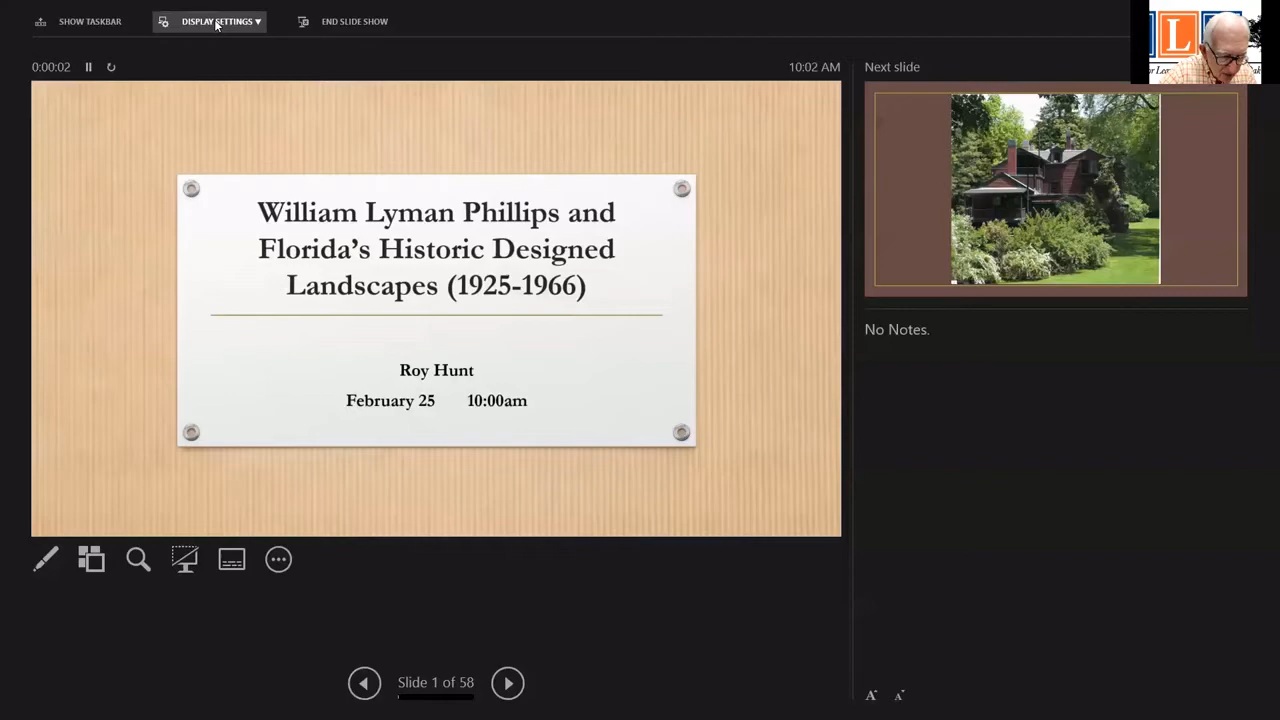 SHOW TASKBAR
DISPLAY SETTINGS ▼
END SLIDE SHOW
0:00:02
10:02 AM
Next slide
L
William Lyman Phillips and
Florida's Historic Designed
Landscapes (1925-1966)
Roy Hunt
February 25 10:00am
No Notes.
Slide 1 of 58
A A